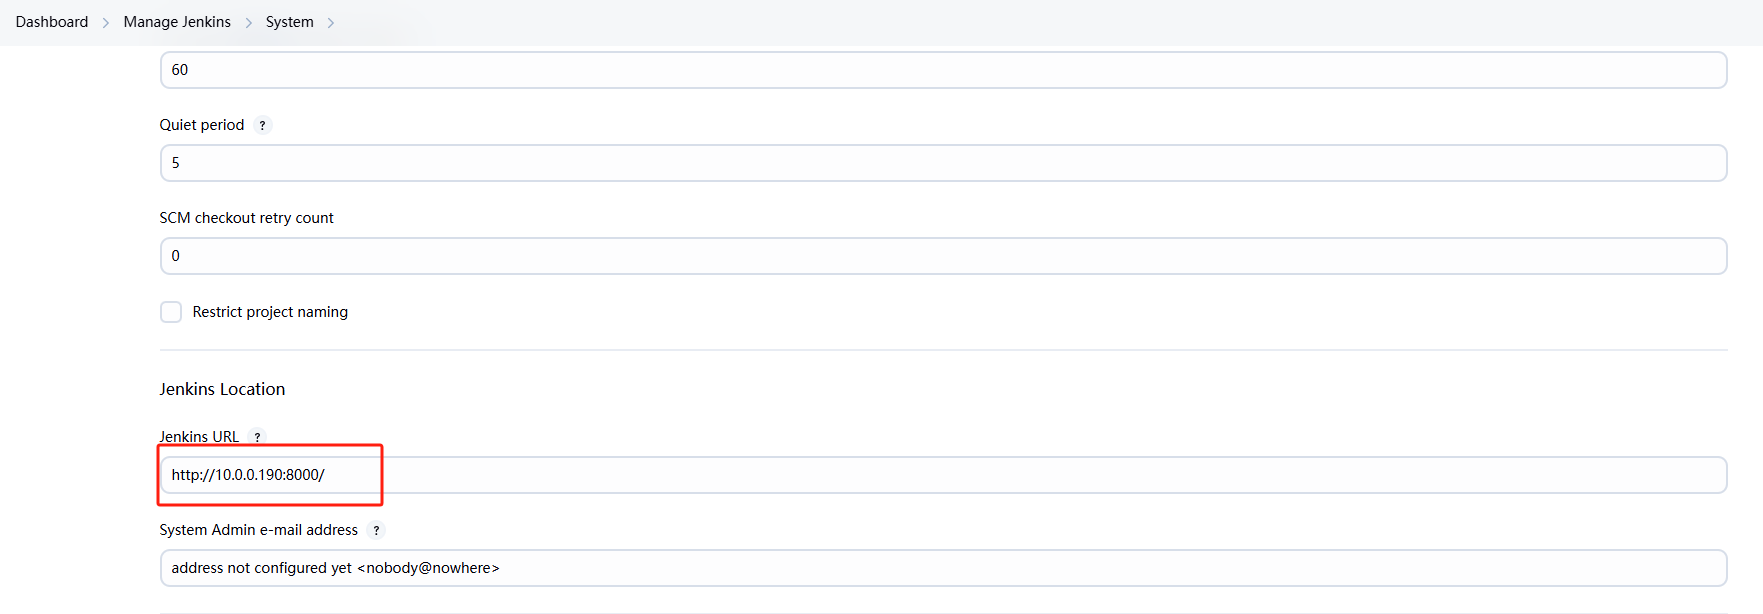 Dashboard > Manage Jenkins > System >
60
Quiet period ?
5
SCM checkout retry count
0
Restrict project naming
Jenkins Location
Jenkins URL ?
http://10.0.0.190:8000/
System Admin e-mail address ?
address not configured yet <nobody@nowhere>